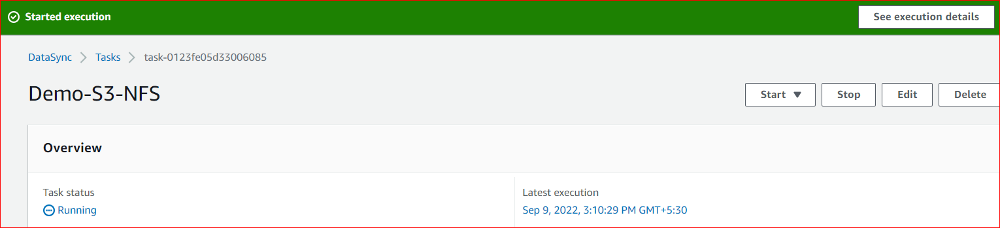 Started execution See execution details
DataSync Tasks task-0123fe05d33006085
Demo-S3-NFS Start Stop Edit Delete
Overview
Task status Latest execution
Running Sep 9, 2022, 3:10:29 PM GMT+5:30